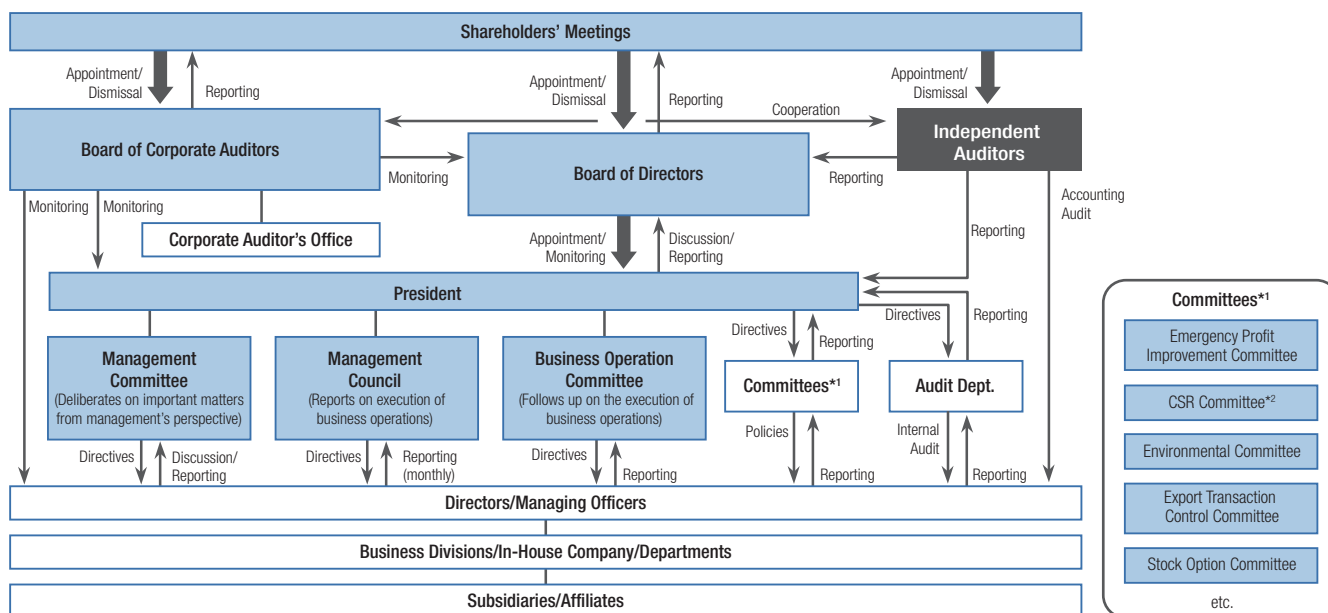 Shareholders’ Meetings
Appointment/
Dismissal
Reporting
Appointment/
Dismissal
Reporting
Appointment/
Dismissal
Cooperation
Board of Corporate Auditors
Independent
Auditors
Board of Directors
Monitoring
Reporting
Monitoring
Monitoring
Accounting
Audit
Corporate Auditor’s Office
Appointment/
Monitoring
Discussion/
Reporting
Reporting
President
Directives
Reporting
Directives
Reporting
Management
Committee
(Deliberates on important matters
from management’s perspective)
Management
Council
(Reports on execution of
business operations)
Business Operation
Committee
(Follows up on the execution of
business operations)
Committees*1
Audit Dept.
Directives
Discussion/
Reporting
Directives
Reporting
(monthly)
Directives
Reporting
Policies
Reporting
Internal
Audit
Reporting
Directors/Managing Officers
Business Divisions/In-House Company/Departments
Subsidiaries/Affiliates
Committees*1
Emergency Profit
Improvement Committee
CSR Committee*2
Environmental Committee
Export Transaction
Control Committee
Stock Option Committee
etc.